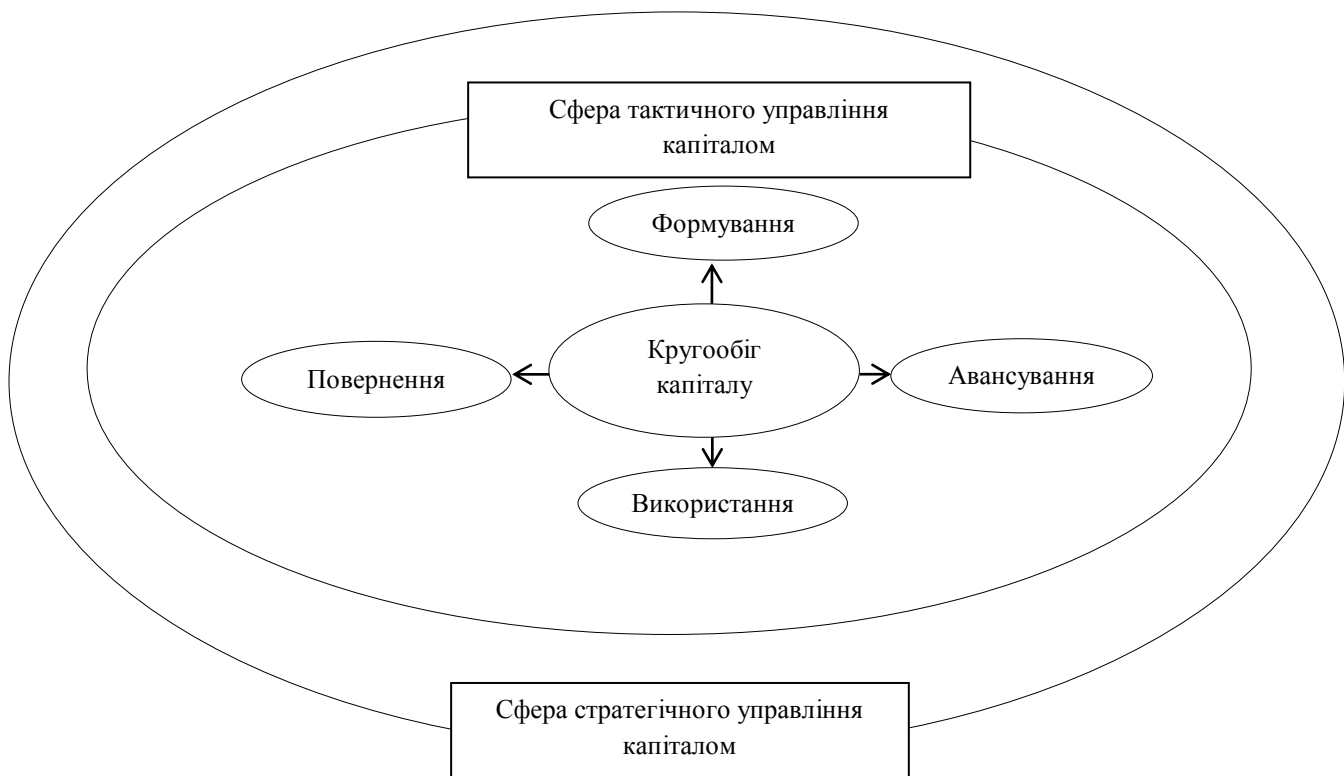 Сфера тактичного управління
капіталом
Формування
Кругообіг
капіталу
Повернення
Авансування
Використання
Сфера стратегічного управління
капіталом